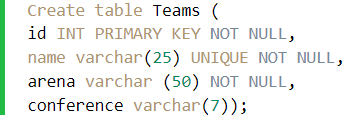 Create table Teams (
id INT PRIMARY KEY NOT NULL,
name varchar(25) UNIQUE NOT NULL,
arena varchar (50) NOT NULL,
conference varchar(7));